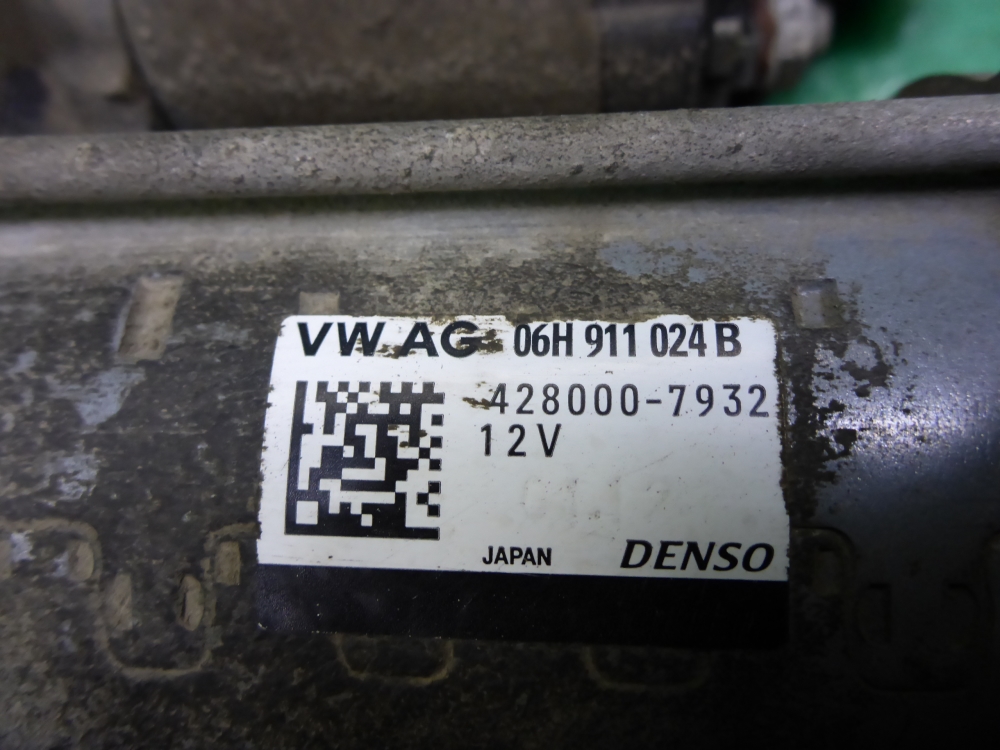 VW AG 06H 911 024 B
428000-7932
12V
JAPAN DENSO